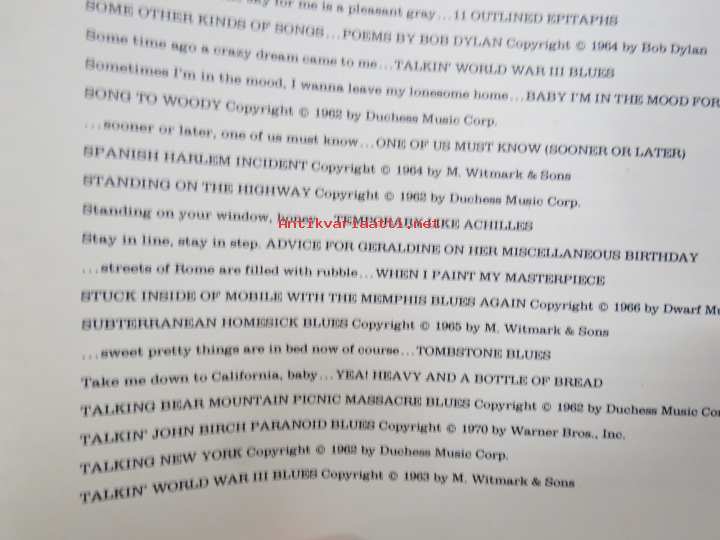 sky for me is a pleasant gray...11 OUTLINED EPITAPHS
SOME OTHER KINDS OF SONGS...POEMS BY BOB DYLAN Copyright © 1964 by Bob Dylan
Some time ago a crazy dream came to me...TALKIN' WORLD WAR III BLUES
Sometimes I'm in the mood, I wanna leave my lonesome home...BABY I'M IN THE MOOD FOR
SONG TO WOODY Copyright © 1962 by Duchess Music Corp.
...sooner or later, one of us must know...ONE OF US MUST KNOW (SOONER OR LATER)
SPANISH HARLEM INCIDENT Copyright © 1964 by M. Witmark & Sons
STANDING ON THE HIGHWAY Copyright © 1962 by Duchess Music Corp.
Standing on your window, honey...TEMPORARY LIKE ACHILLES
Antikvariaatti.net
Stay in line, stay in step. ADVICE FOR GERALDINE ON HER MISCELLANEOUS BIRTHDAY
...streets of Rome are filled with rubble...WHEN I PAINT MY MASTERPIECE
STUCK INSIDE OF MOBILE WITH THE MEMPHIS BLUES AGAIN Copyright © 1966 by Dwarf Mu
SUBTERRANEAN HOMESICK BLUES Copyright © 1965 by M. Witmark & Sons
...sweet pretty things are in bed now of course...TOMBSTONE BLUES
Take me down to California, baby...YEA! HEAVY AND A BOTTLE OF BREAD
TALKING BEAR MOUNTAIN PICNIC MASSACRE BLUES Copyright © 1962 by Duchess Music Cor
TALKIN' JOHN BIRCH PARANOID BLUES Copyright © 1970 by Warner Bros., Inc.
TALKING NEW YORK Copyright © 1962 by Duchess Music Corp.
TALKIN' WORLD WAR III BLUES Copyright © 1963 by M. Witmark & Sons